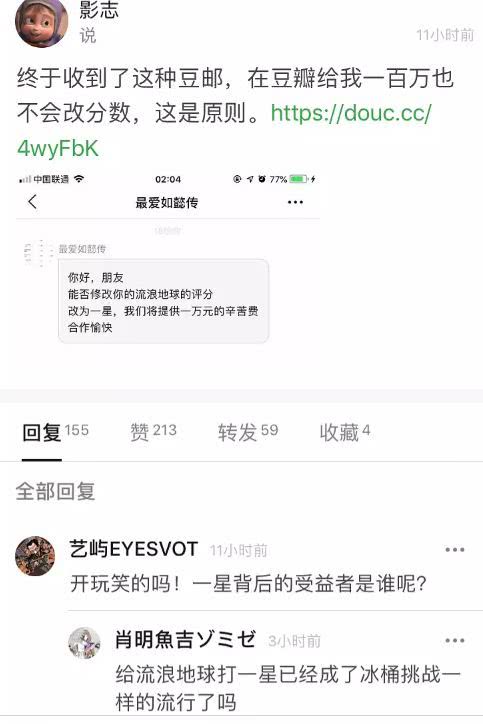 影志
说
11小时前
终于收到了这种豆邮，在豆瓣给我一百万也
不会改分数，这是原则。https://douc.cc/
4wyFbK
中国联通 02:04 77%
最爱如懿传
最爱如懿传
你好，朋友
能否修改你的流浪地球的评分
改为一星，我们将提供一万元的辛苦费
合作愉快
回复 155 赞 213 转发 59 收藏 4
全部回复
艺屿EYESVOT 11小时前
开玩笑的吗！一星背后的受益者是谁呢？
肖明魚吉ゾミゼ 3小时前
给流浪地球打一星已经成了冰桶挑战一
样的流行了吗